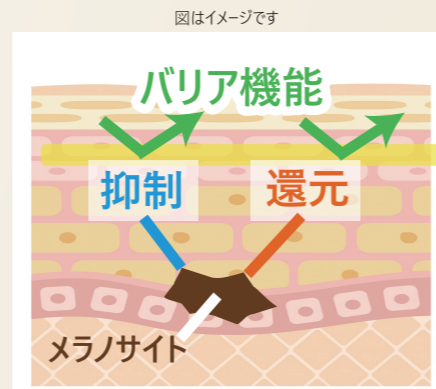 図はイメージです
バリア機能
抑制 還元
メラノサイト